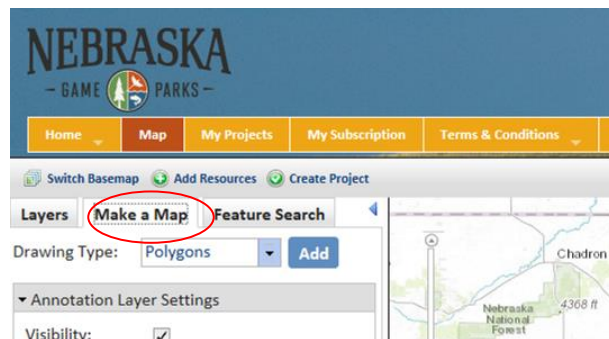 NEBRASKA
- GAME PARKS -
Home Map My Projects My Subscription Terms & Conditions
Switch Basemap Add Resources Create Project
Layers Make a Map Feature Search
Drawing Type: Polygons Add
Annotation Layer Settings
Visibility:
Chadron
Nebraska
National
Forest
4368 ft